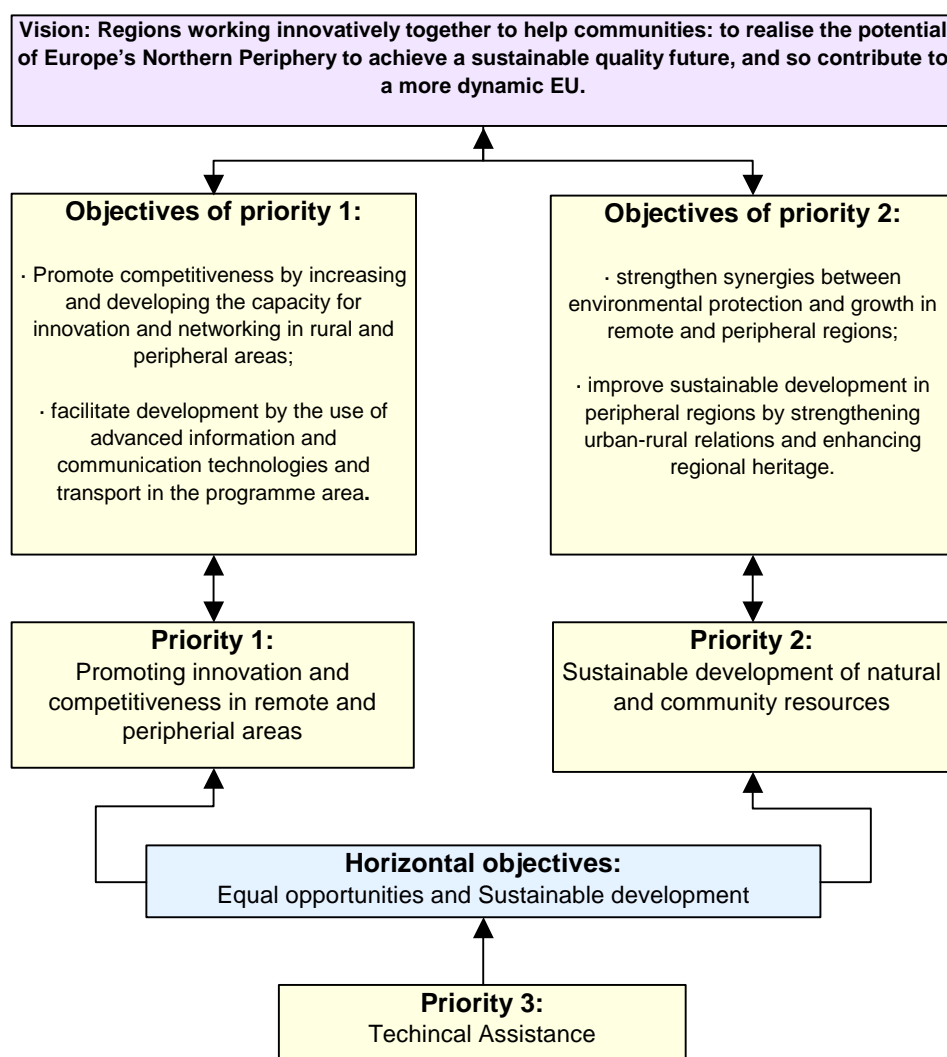 Vision: Regions working innovatively together to help communities: to realise the potential
of Europe's Northern Periphery to achieve a sustainable quality future, and so contribute to
a more dynamic EU.
Objectives of priority 1:
· Promote competitiveness by increasing
and developing the capacity for
innovation and networking in rural and
peripheral areas;
· facilitate development by the use of
advanced information and
communication technologies and
transport in the programme area.
Objectives of priority 2:
· strengthen synergies between
environmental protection and growth in
remote and peripheral regions;
· improve sustainable development in
peripheral regions by strengthening
urban-rural relations and enhancing
regional heritage.
Priority 1:
Promoting innovation and
competitiveness in remote and
peripherial areas
Priority 2:
Sustainable development of natural
and community resources
Horizontal objectives:
Equal opportunities and Sustainable development
Priority 3:
Techincal Assistance